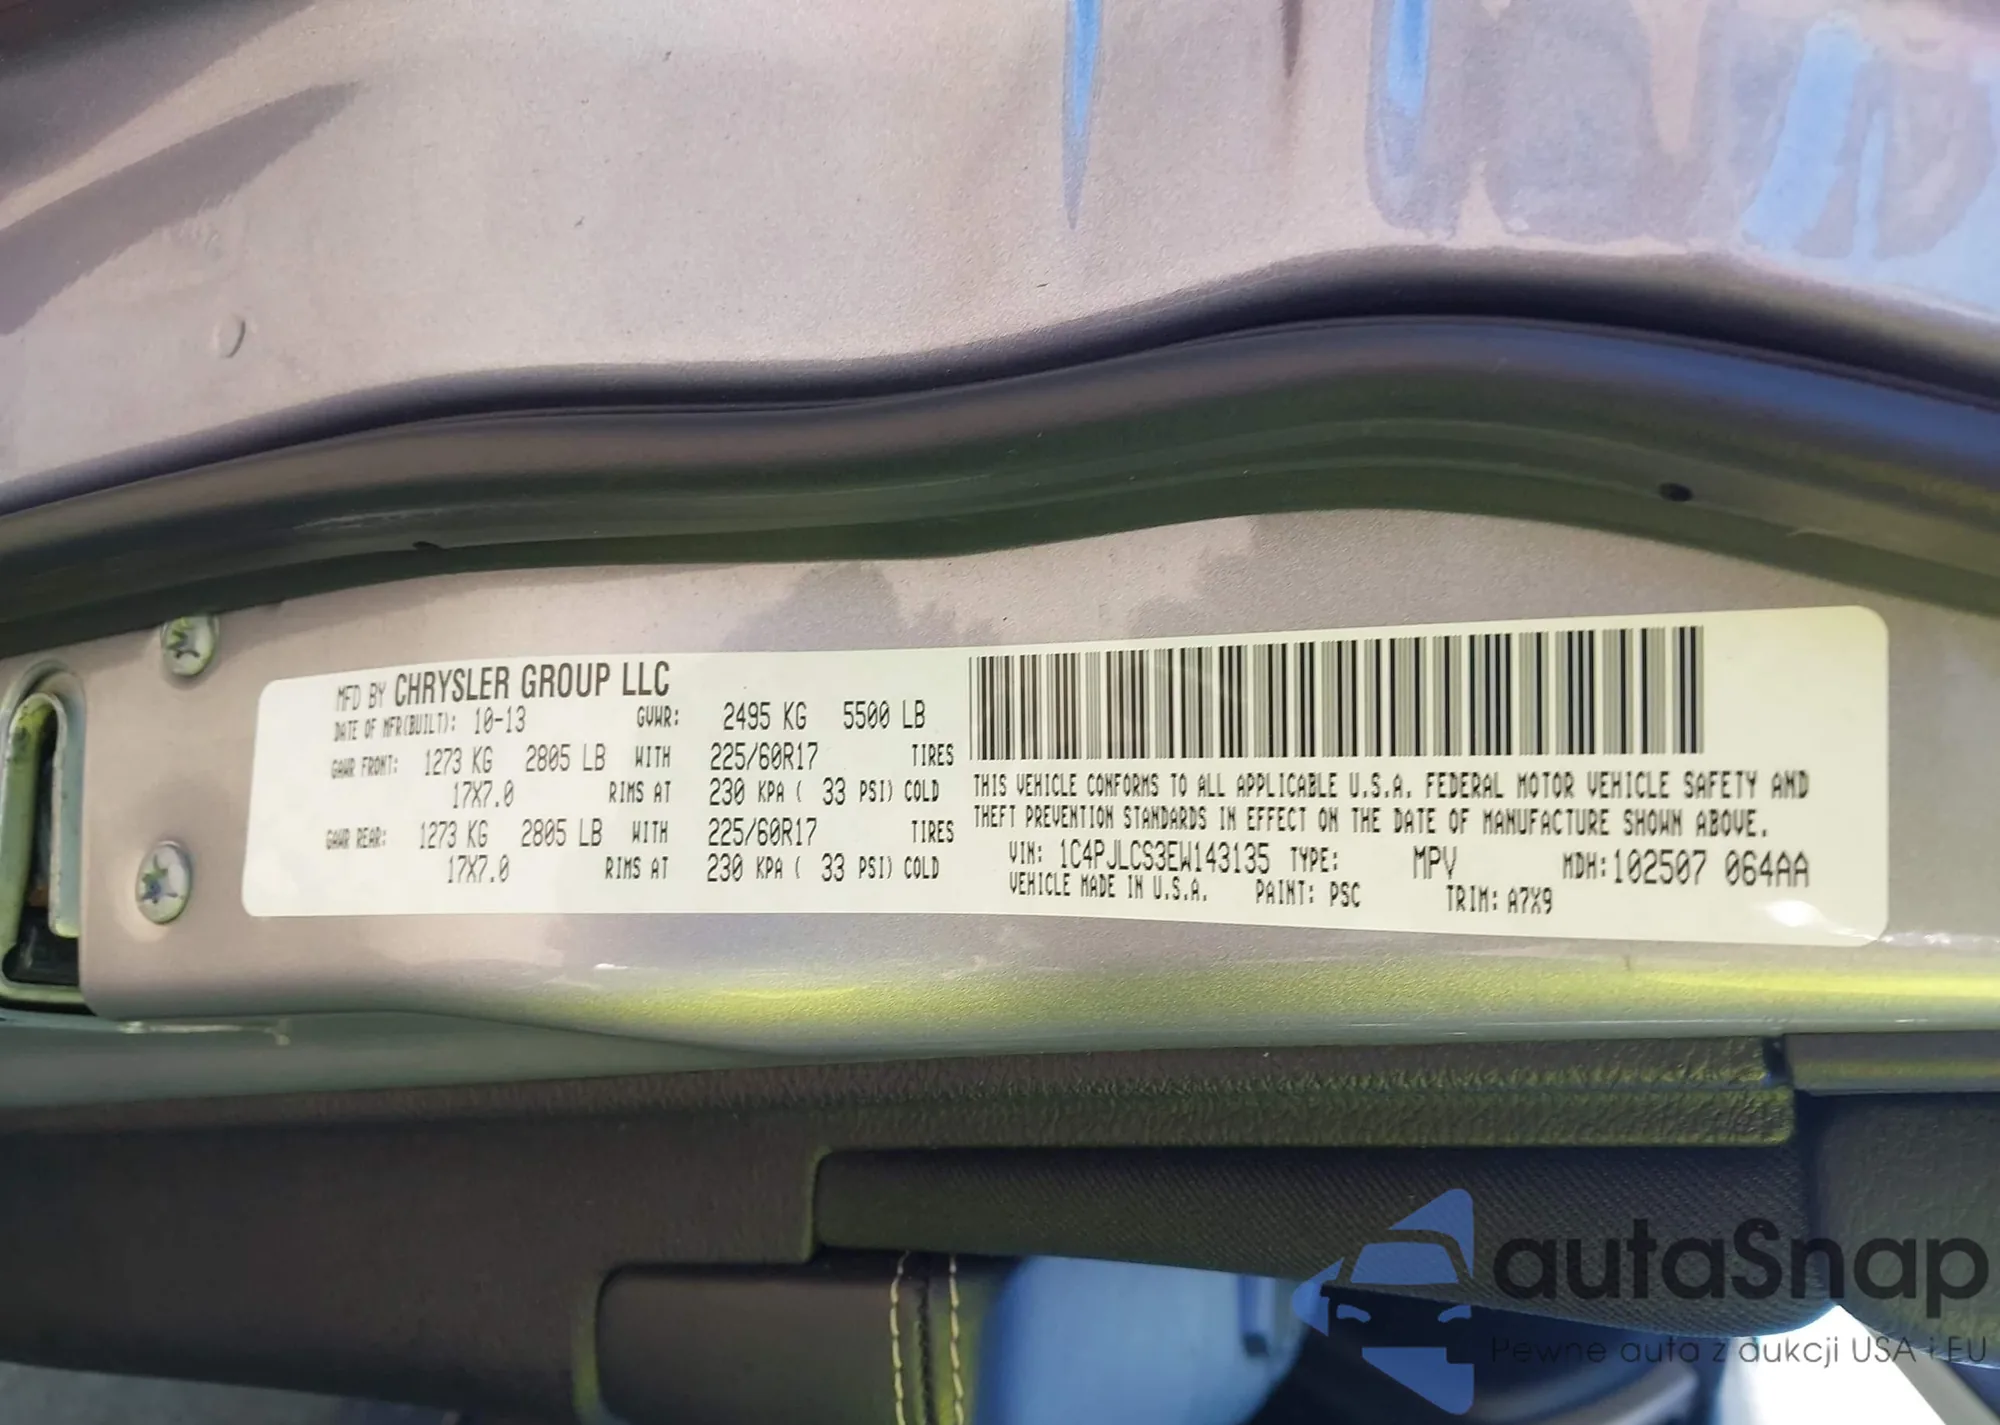 MFD BY CHRYSLER GROUP LLC
DATE OF MFR(BUILT): 10-13 GVWR: 2495 KG 5500 LB
GAWR FRONT: 1273 KG 2805 LB WITH 225/60R17 TIRES
17X7.0 RIMS AT 230 KPA ( 33 PSI) COLD
GAWR REAR: 1273 KG 2805 LB WITH 225/60R17 TIRES
17X7.0 RIMS AT 230 KPA ( 33 PSI) COLD
THIS VEHICLE CONFORMS TO ALL APPLICABLE U.S.A. FEDERAL MOTOR VEHICLE SAFETY AND
THEFT PREVENTION STANDARDS IN EFFECT ON THE DATE OF MANUFACTURE SHOWN ABOVE.
VIN: 1C4PJLCS3EW143135 TYPE: MPV MDH: 102507 064AA
VEHICLE MADE IN U.S.A. PAINT: PSC TRIM: A7X9
autaSnap
Pewne auta z aukcji USA i EU